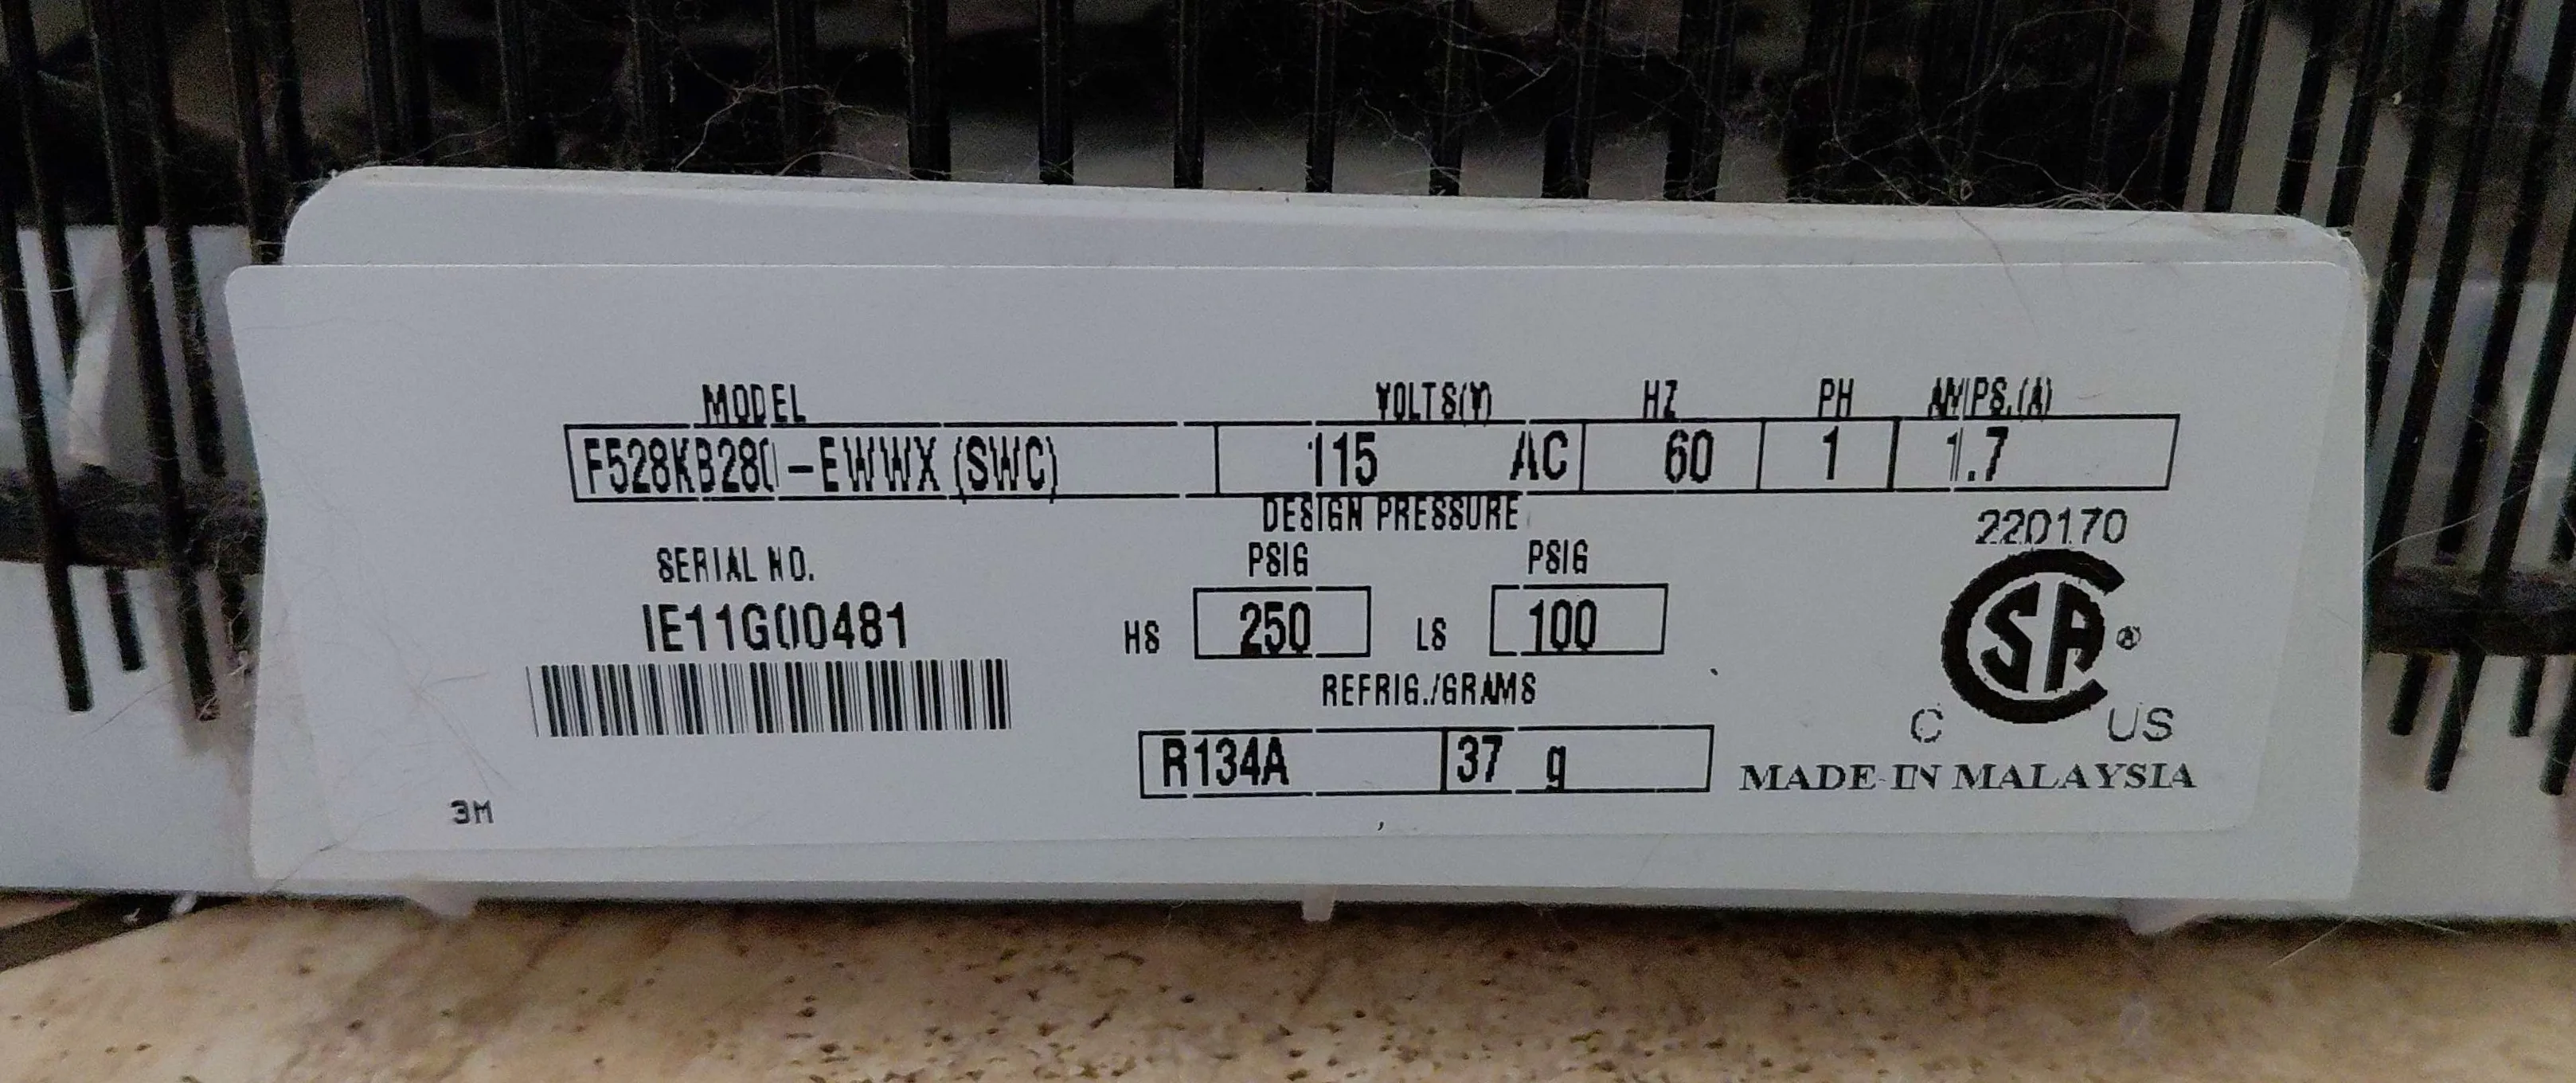 MODEL VOLTS(V) HZ PH AMPS.(A)
F528KB280-EWWX (SWC) 115 AC 60 1 1.7
DESIGN PRESSURE
220170
SERIAL NO. PSIG PSIG
IE11G00481 HS 250 LS 100
SA ®
REFRIG./GRAMS
C US
R134A 37 g
MADE IN MALAYSIA
3M